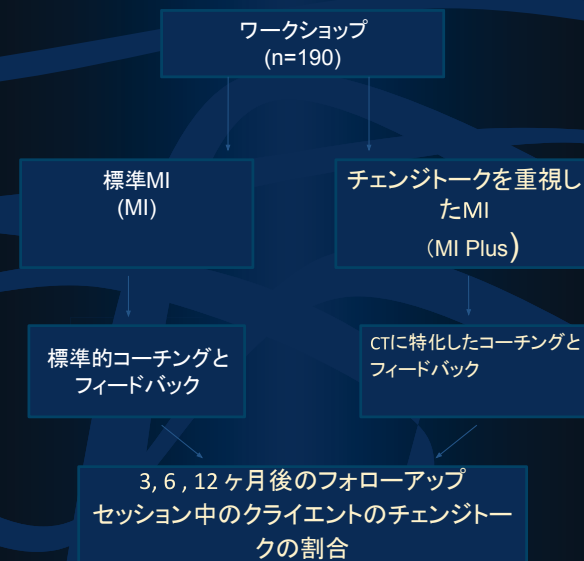 ワークショップ
(n=190)
標準MI
(MI)
チェンジトークを重視し
たMI
（MI Plus）
標準的コーチングと
フィードバック
CTに特化したコーチングと
フィードバック
3, 6 , 12 ヶ月後のフォローアップ
セッション中のクライエントのチェンジトー
クの割合